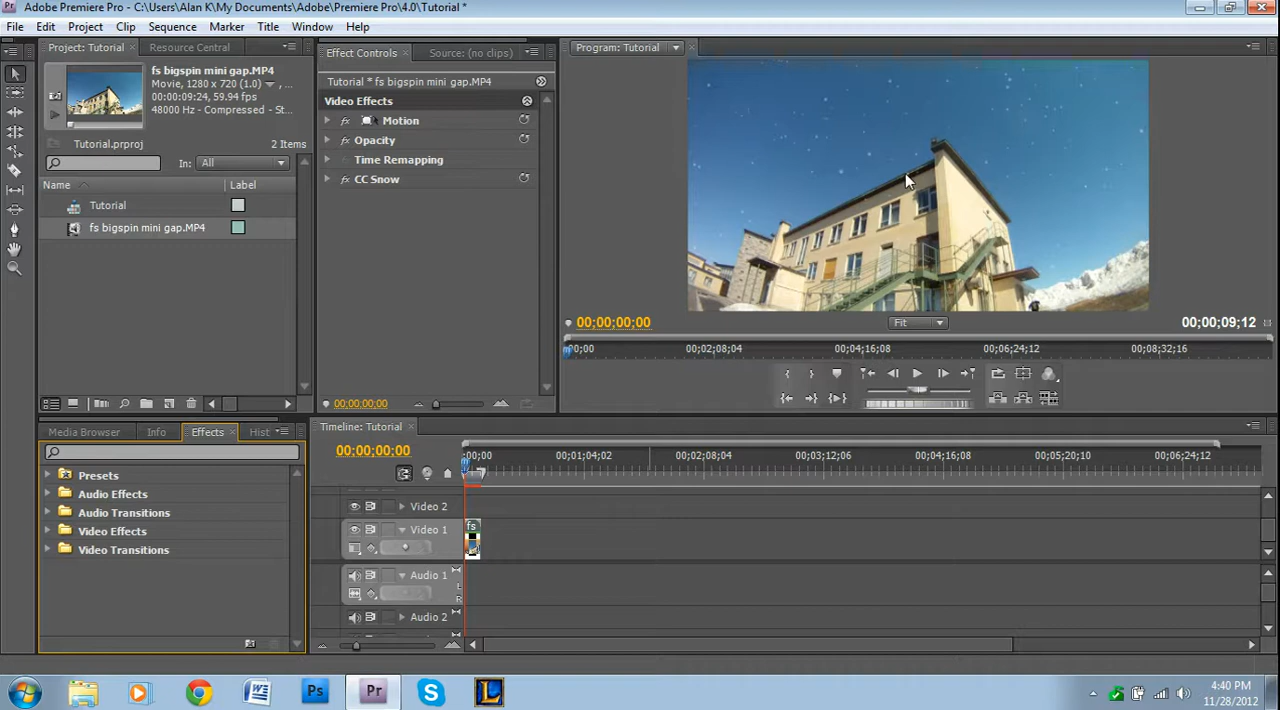 Adobe Premiere Pro - C:\Users\Alan K\My Documents\Adobe\Premiere Pro\4.0\Tutorial *
File Edit Project Clip Sequence Marker Title Window Help
Project: Tutorial Resource Central
fs bigspin mini gap.MP4
Movie, 1280 x 720 (1.0)
00:00:09:24, 59.94 fps
48000 Hz - Compressed - St...
Tutorial.prproj 2 Items
In: All
Name Label
Tutorial
fs bigspin mini gap.MP4
Effect Controls Source: (no clips)
Tutorial * fs bigspin mini gap.MP4
Video Effects
fx Motion
fx Opacity
Time Remapping
fx CC Snow
00;00;00;00
Program: Tutorial
00;00;00;00 Fit 00;00;09;12
;00;00 00;02;08;04 00;04;16;08 00;06;24;12 00;08;32;16
Media Browser Info Effects Hist
Presets
Audio Effects
Audio Transitions
Video Effects
Video Transitions
Timeline: Tutorial
00;00;00;00
;00;00 00;01;04;02 00;02;08;04 00;03;12;06 00;04;16;08 00;05;20;10 00;06;24;12
Video 2
Video 1 fs
Audio 1
L
R
Audio 2
W Ps Pr S L
4:40 PM
11/28/2012